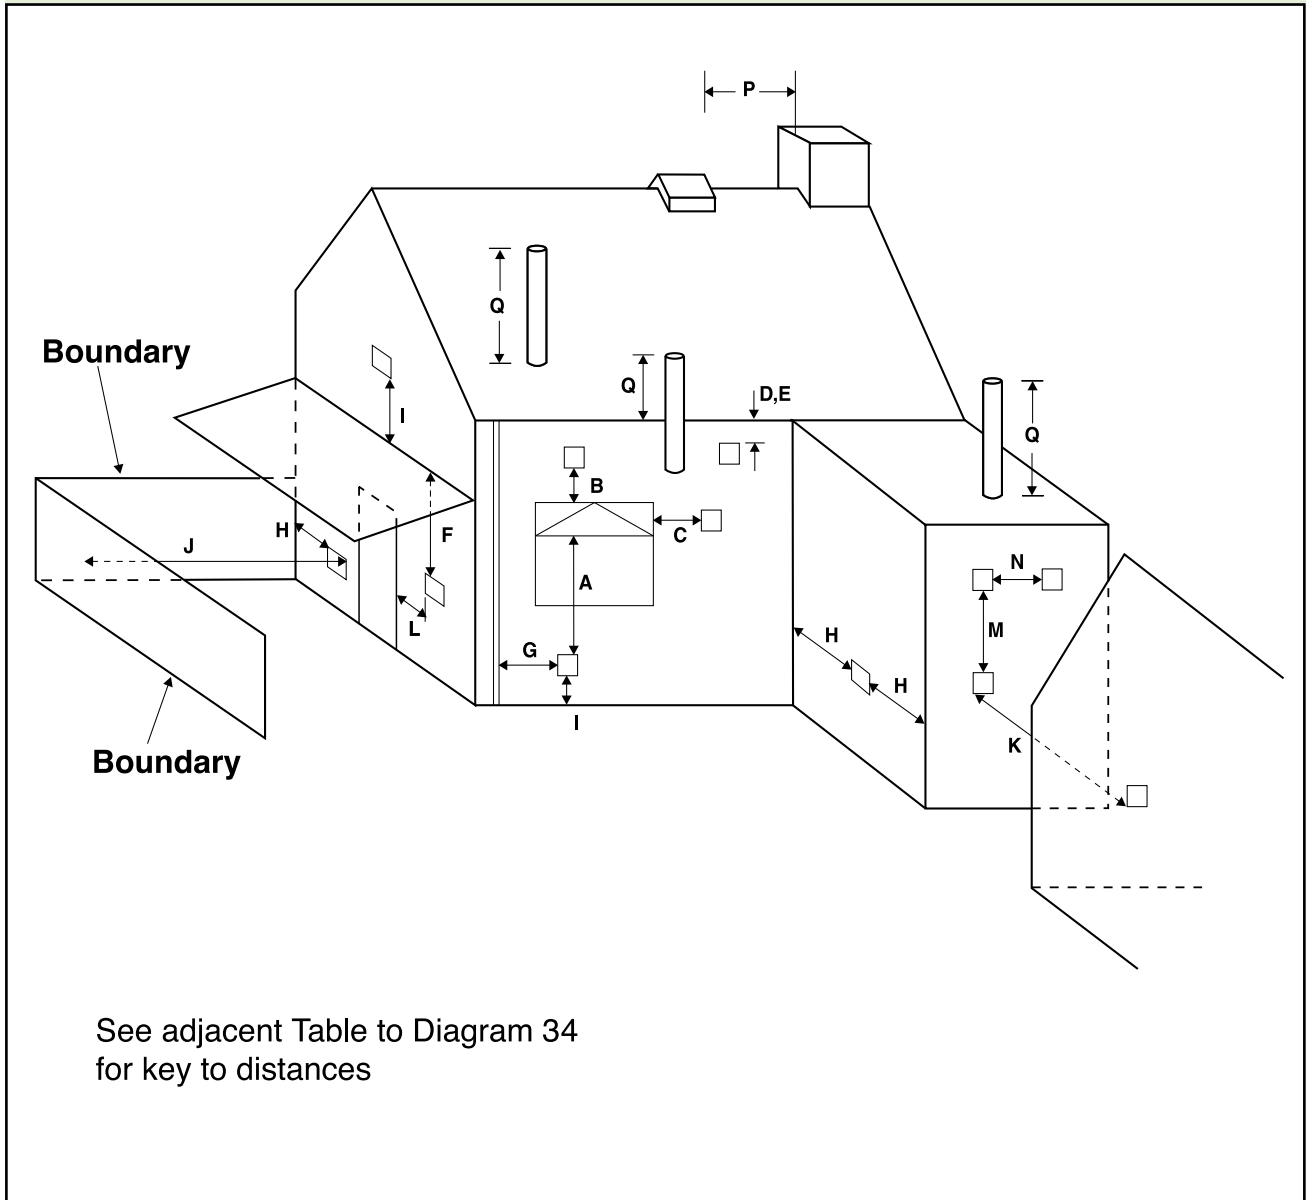 P
Q
Boundary
Q
D,E
I
Q
B
H
F
C
J
N
A
L
M
H
G
H
I
K
Boundary
See adjacent Table to Diagram 34
for key to distances